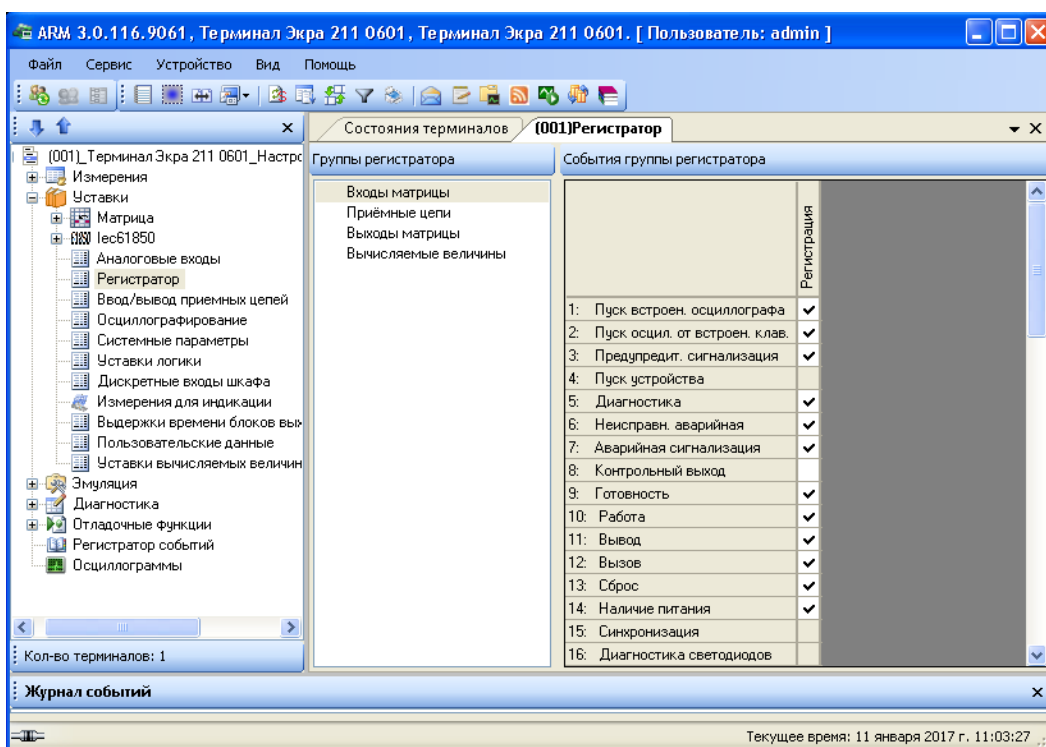 ARM 3.0.116.9061, Терминал Экра 211 0601, Терминал Экра 211 0601. [ Пользователь: admin ]
Файл Сервис Устройство Вид Помощь
Состояния терминалов (001)Регистратор
(001)_Терминал Экра 211 0601_Настро
Измерения
Уставки
Матрица
Iec61850
Аналоговые входы
Регистратор
Ввод/вывод приемных цепей
Осциллографирование
Системные параметры
Уставки логики
Дискретные входы шкафа
Измерения для индикации
Выдержки времени блоков вых
Пользовательские данные
Уставки вычисляемых величин
Эмуляция
Диагностика
Отладочные функции
Регистратор событий
Осциллограммы
Кол-во терминалов: 1
Группы регистратора
Входы матрицы
Приёмные цепи
Выходы матрицы
Вычисляемые величины
События группы регистратора
Регистрация
1: Пуск встроен. осциллографа
2: Пуск осцил. от встроен. клав.
3: Предупредит. сигнализация
4: Пуск устройства
5: Диагностика
6: Неисправн. аварийная
7: Аварийная сигнализация
8: Контрольный выход
9: Готовность
10: Работа
11: Вывод
12: Вызов
13: Сброс
14: Наличие питания
15: Синхронизация
16: Диагностика светодиодов
Журнал событий
Текущее время: 11 января 2017 г. 11:03:27